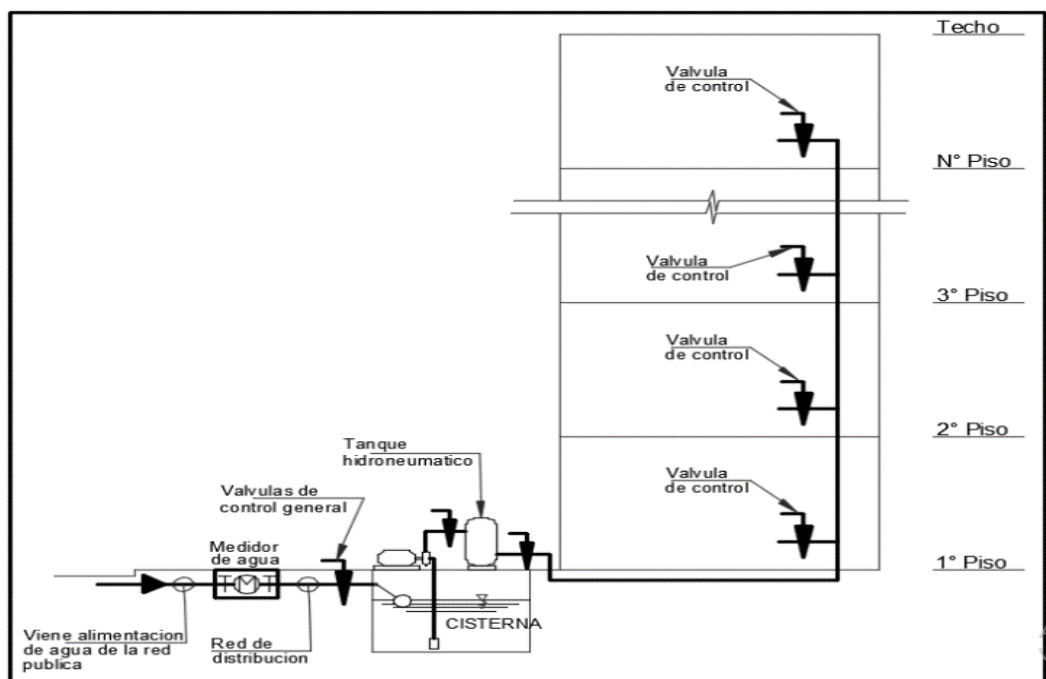 Techo
Valvula
de control
N° Piso
Valvula
de control
3° Piso
Valvula
de control
2° Piso
Tanque
hidroneumatico
Valvula
de control
Valvulas de
control general
Medidor
de agua
1° Piso
M
CISTERNA
Viene alimentacion
de agua de la red
publica
Red de
distribucion